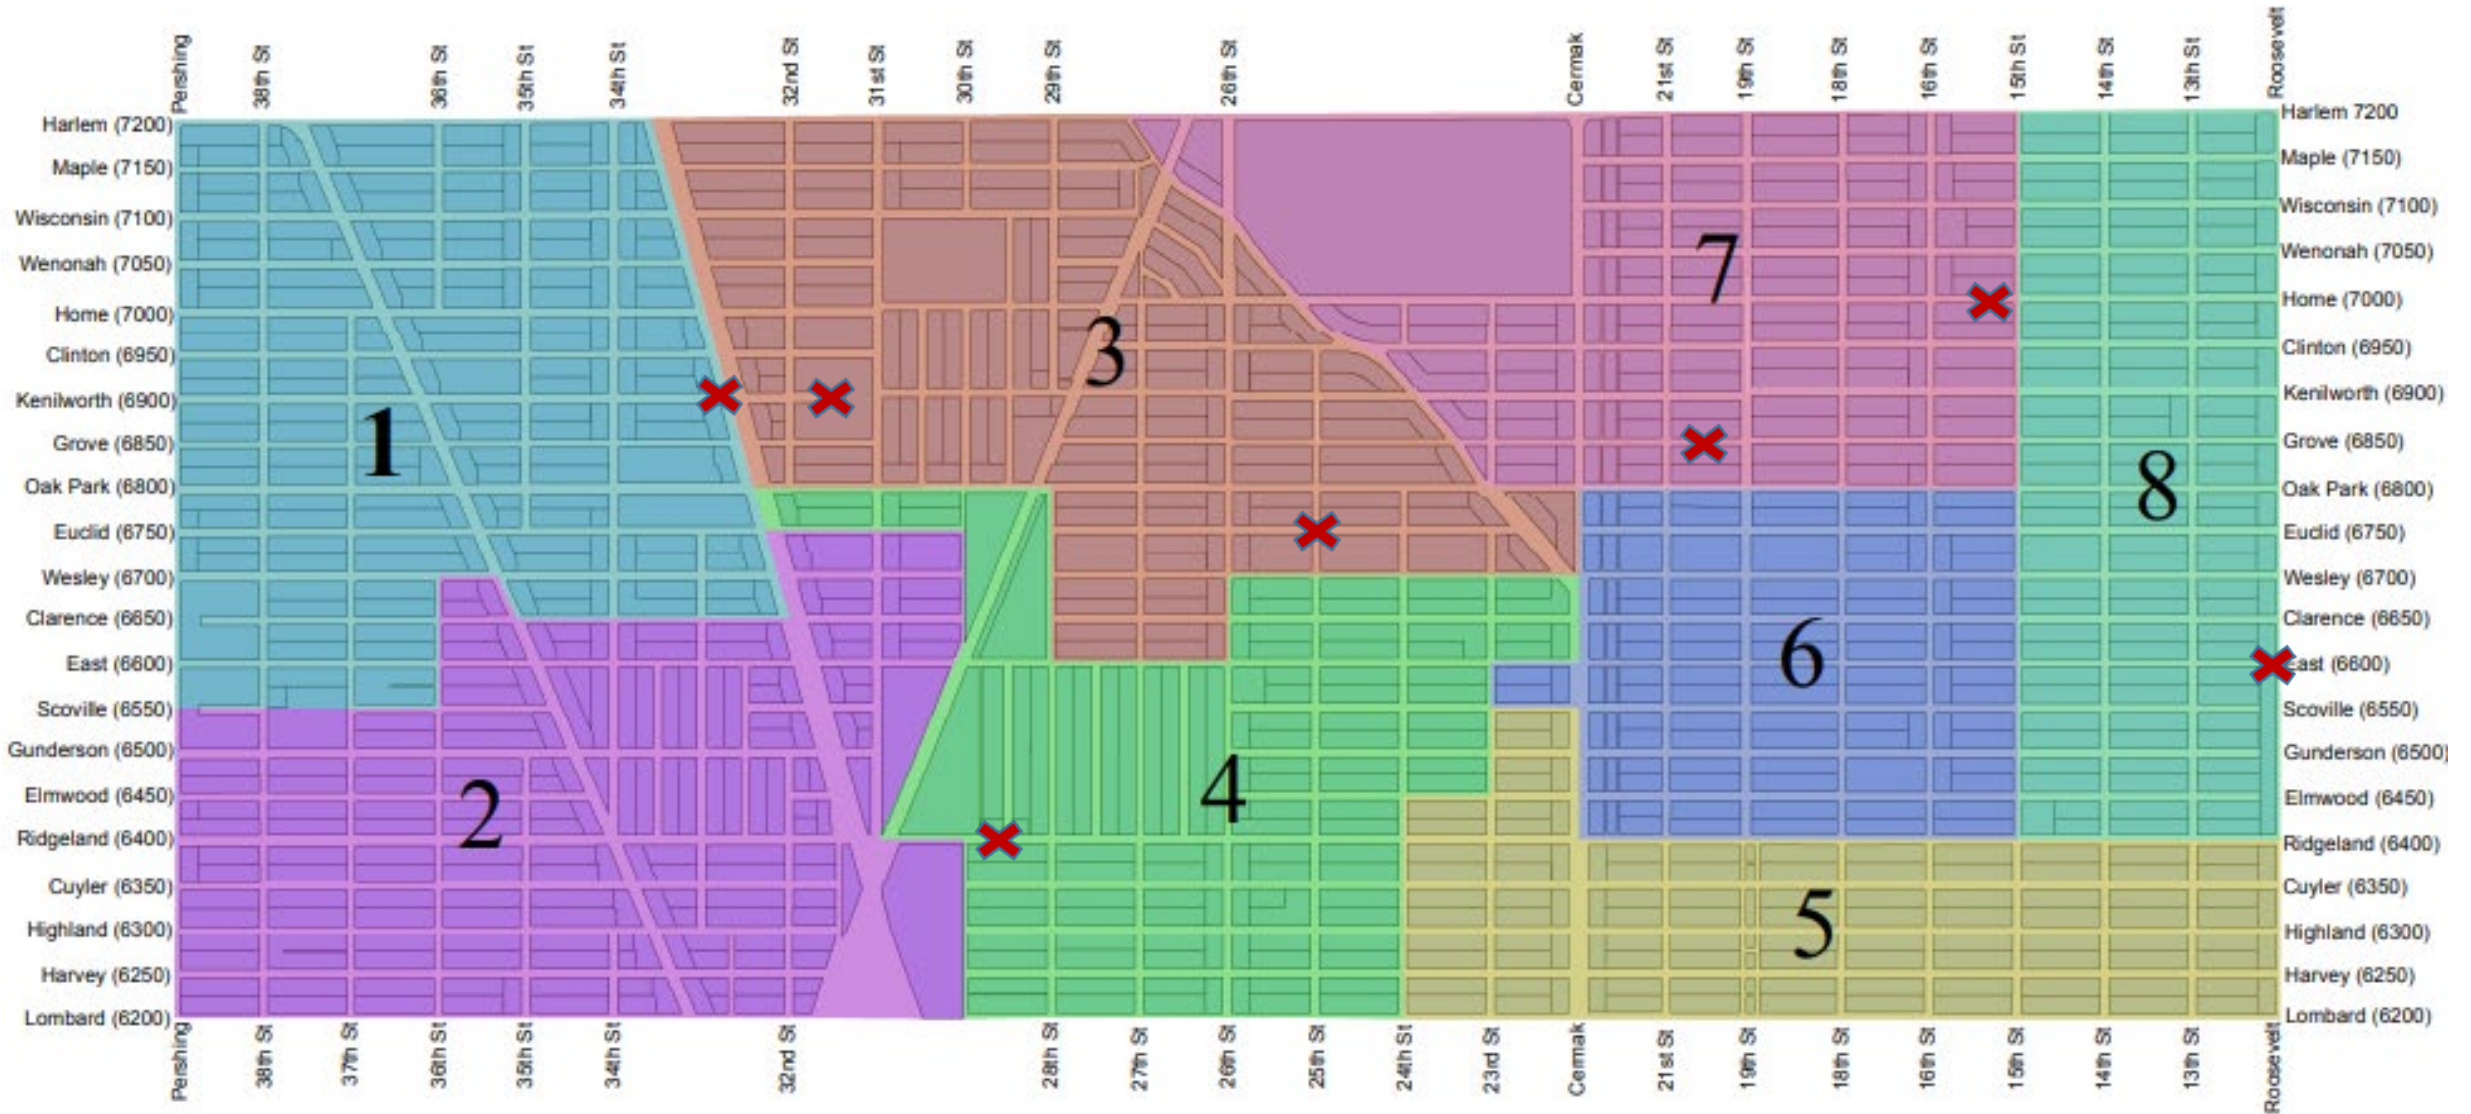 Pershing
38th St
36th St
35th St
34th St
32nd St
31st St
30th St
29th St
26th St
Cermak
21st St
19th St
18th St
16th St
15th St
14th St
13th St
Roosevelt
Harlem (7200)
Maple (7150)
Wisconsin (7100)
Wenonah (7050)
Home (7000)
Clinton (6950)
Kenilworth (6900)
Grove (6850)
Oak Park (6800)
Euclid (6750)
Wesley (6700)
Clarence (6650)
East (6600)
Scoville (6550)
Gunderson (6500)
Elmwood (6450)
Ridgeland (6400)
Cuyler (6350)
Highland (6300)
Harvey (6250)
Lombard (6200)
1
2
3
4
5
6
7
8
Harlem 7200
Maple (7150)
Wisconsin (7100)
Wenonah (7050)
Home (7000)
Clinton (6950)
Kenilworth (6900)
Grove (6850)
Oak Park (6800)
Euclid (6750)
Wesley (6700)
Clarence (6650)
East (6600)
Scoville (6550)
Gunderson (6500)
Elmwood (6450)
Ridgeland (6400)
Cuyler (6350)
Highland (6300)
Harvey (6250)
Lombard (6200)
Pershing
38th St
37th St
36th St
35th St
34th St
32nd St
28th St
27th St
26th St
25th St
24th St
23rd St
Cermak
21st St
19th St
18th St
16th St
15th St
14th St
13th St
Roosevelt